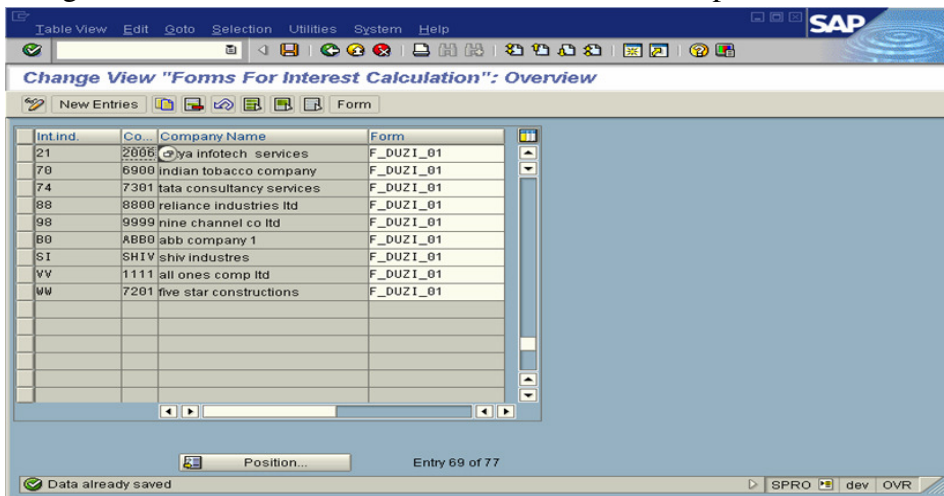 Table View Edit Goto Selection Utilities System Help
SAP
Change View "Forms For Interest Calculation": Overview
New Entries Form
Int.ind. Co... Company Name Form
21 2006 ya infotech services F_DUZI_01
70 6900 indian tobacco company F_DUZI_01
74 7301 tata consultancy services F_DUZI_01
88 8800 reliance industries ltd F_DUZI_01
98 9999 nine channel co ltd F_DUZI_01
B0 ABB0 abb company 1 F_DUZI_01
SI SHIV shiv industres F_DUZI_01
VV 1111 all ones comp ltd F_DUZI_01
WW 7201 five star constructions F_DUZI_01
Position... Entry 69 of 77
Data already saved SPRO dev OVR